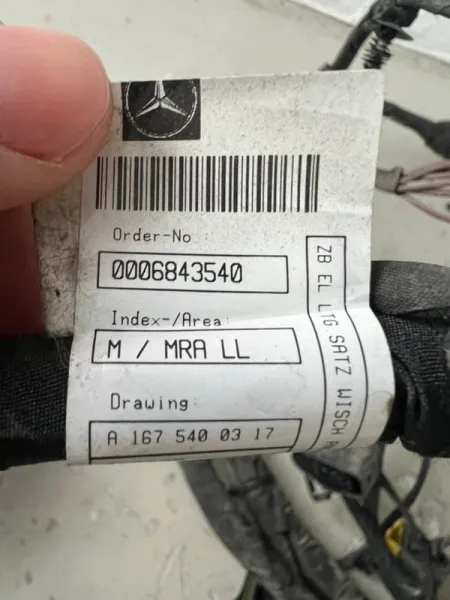 Order-No
0006843540
Index-/Area:
M / MRA LL
Drawing:
A 167 540 03 17
ZB EL LTG.SATZ WISCH